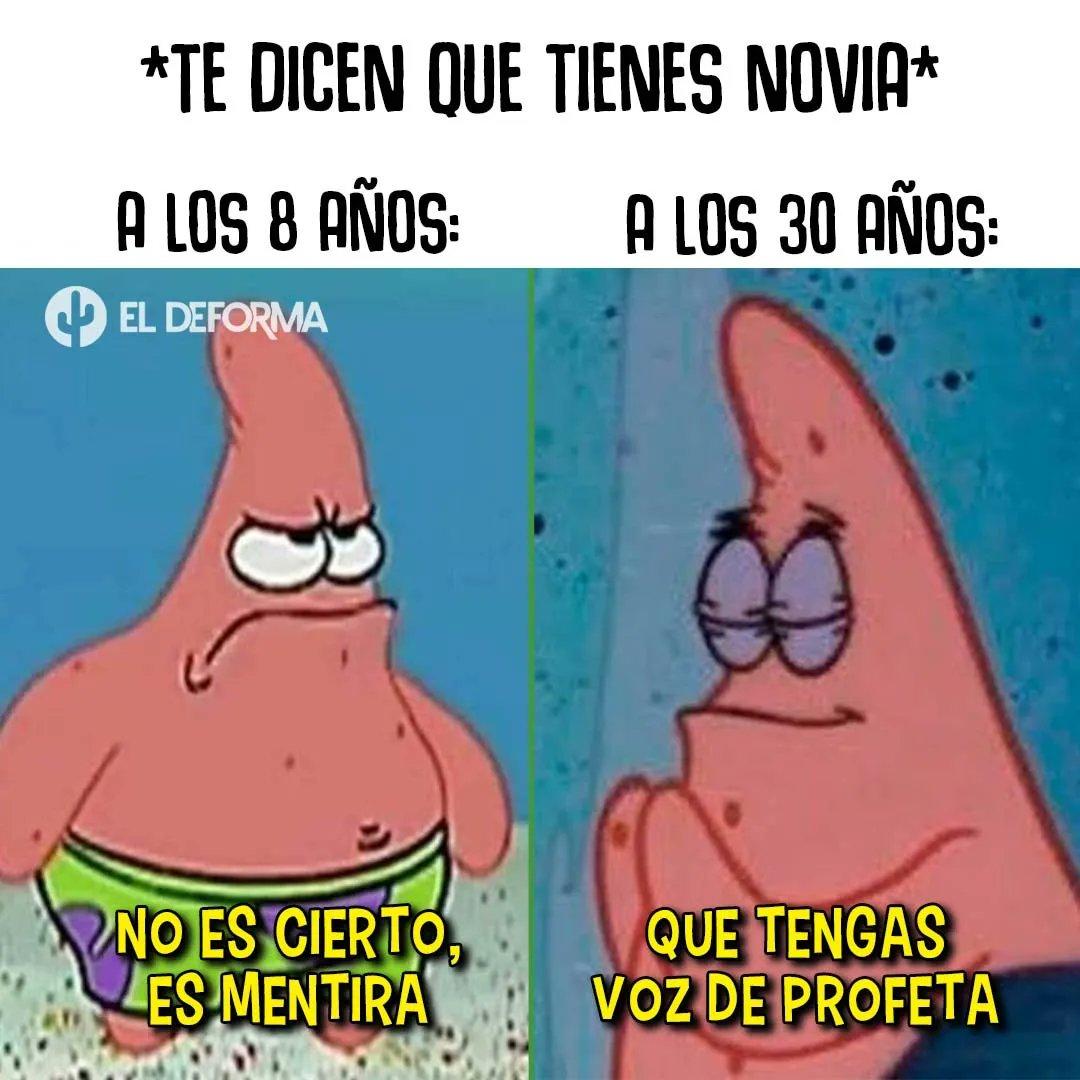 *TE DICEN QUE TIENES NOVIA*
A LOS 8 AÑOS:
A LOS 30 AÑOS:
EL DEFORMA
NO ES CIERTO,
ES MENTIRA
QUE TENGAS
VOZ DE PROFETA